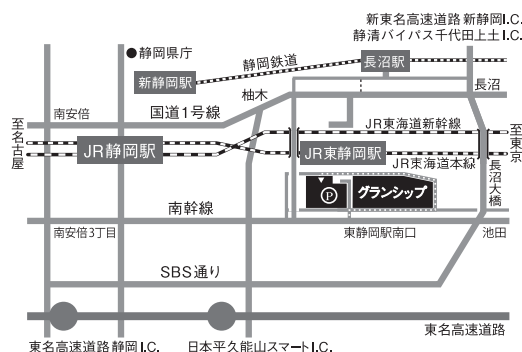 新東名高速道路 新静岡I.C.
静清バイパス千代田上土I.C.
●静岡県庁
静岡鉄道
長沼駅
新静岡駅
柚木
長沼
南安倍
国道1号線
至名古屋
JR静岡駅
JR東海道新幹線
JR東静岡駅
JR東海道本線
至東京
長沼大橋
P
グランシップ
南幹線
南安倍3丁目
東静岡駅南口
池田
SBS通り
東名高速道路
東名高速道路 静岡I.C.
日本平久能山スマートI.C.